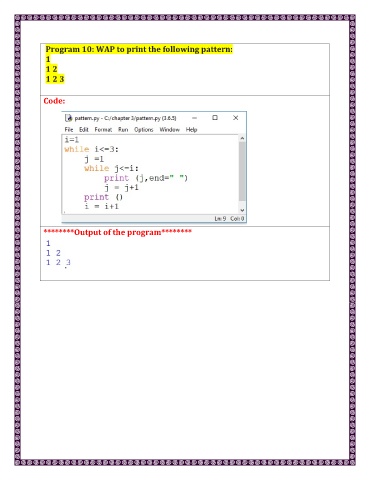 Program 10: WAP to print the following pattern:
1
1 2
1 2 3
Code:
pattern.py - C:/chapter 3/pattern.py (3.6.5)
File Edit Format Run Options Window Help
i=1
while i<=3:
    j =1
    while j<=i:
        print (j,end=" ")
        j = j+1
    print ()
    i = i+1
Ln: 9 Col: 0
********Output of the program********
1
1 2
1 2 3